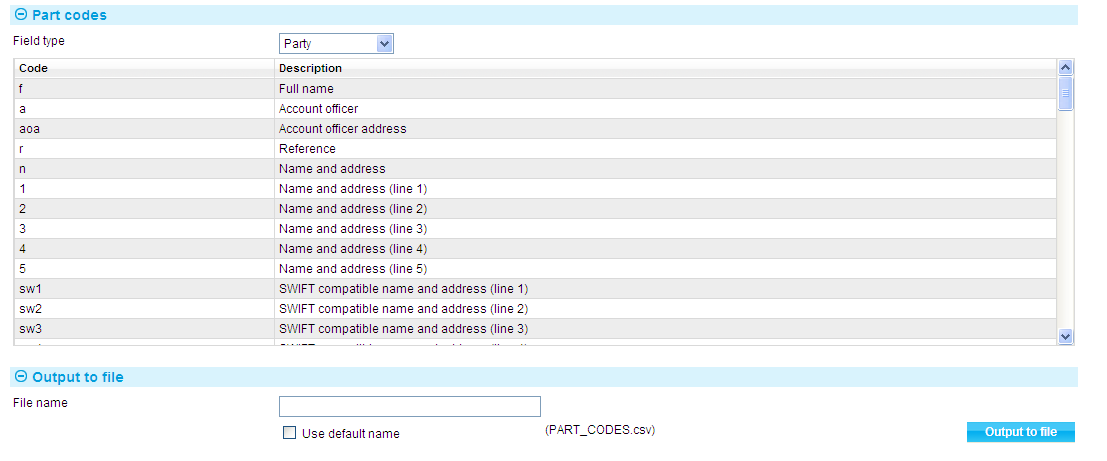 Part codes
Field type Party
Code Description
f Full name
a Account officer
aoa Account officer address
r Reference
n Name and address
1 Name and address (line 1)
2 Name and address (line 2)
3 Name and address (line 3)
4 Name and address (line 4)
5 Name and address (line 5)
sw1 SWIFT compatible name and address (line 1)
sw2 SWIFT compatible name and address (line 2)
sw3 SWIFT compatible name and address (line 3)
Output to file
File name
Use default name (PART_CODES.csv) Output to file